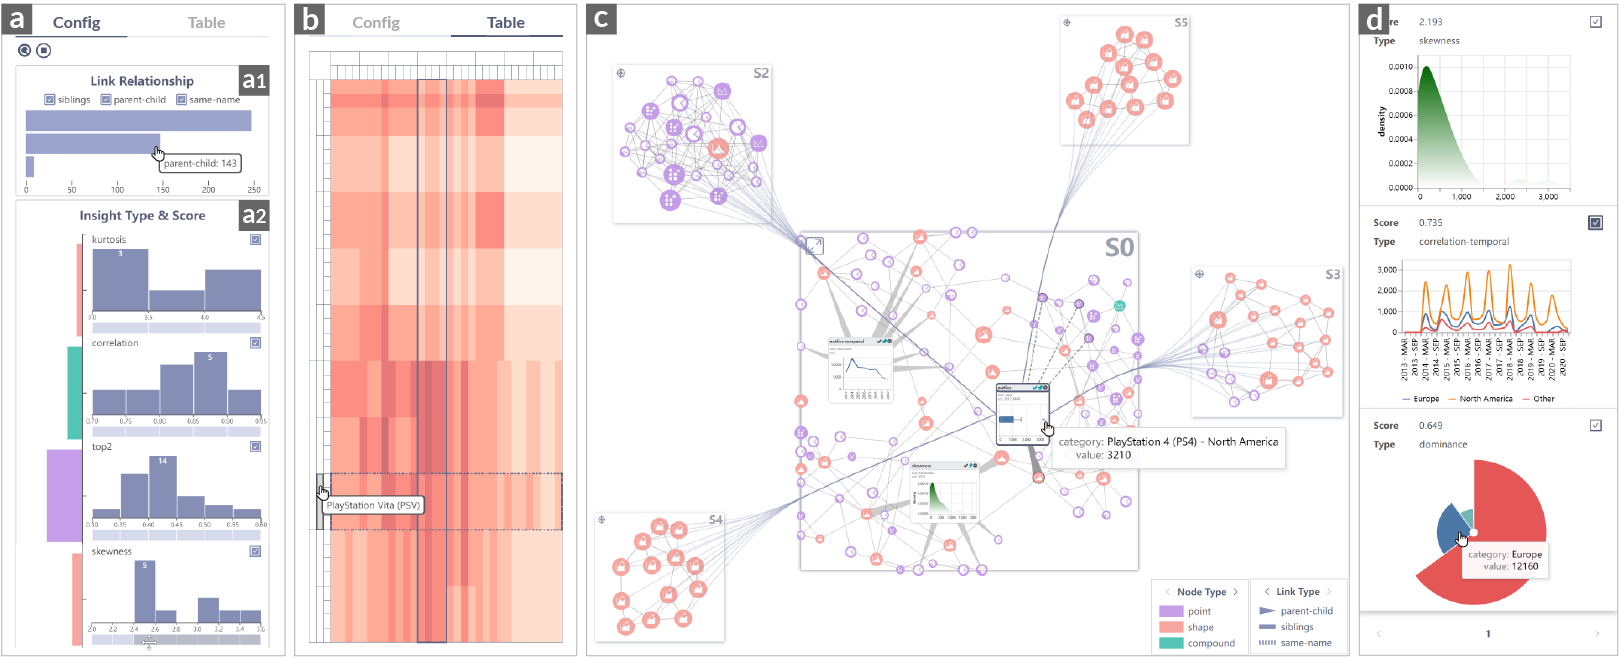 a
Config
Table
Link Relationship
a1
siblings
parent-child
same-name
parent-child: 143
0
50
100
150
200
250
Insight Type & Score
a2
kurtosis
3
3.0
3.5
4.0
4.5
correlation
5
0.70
0.75
0.80
0.85
0.90
0.95
top2
14
0.30
0.35
0.40
0.45
0.50
0.55
0.60
skewness
5
2.0
2.2
2.4
2.6
2.8
3.0
3.2
3.4
3.6
b
Config
Table
PlayStation Vita (PSV)
c
S2
S5
S0
S3
S4
outlier-temporal
outlier
skewness
category: PlayStation 4 (PS4) - North America
value: 3210
Node Type
point
shape
compound
Link Type
parent-child
siblings
same-name
d
re
2.193
Type
skewness
density
0.0010
0.0008
0.0006
0.0004
0.0002
0.0000
0
1,000
2,000
3,000
Score
0.735
Type
correlation-temporal
3,000
2,000
1,000
0
2013 - MAR
2013 - SEP
2014 - MAR
2014 - SEP
2015 - MAR
2015 - SEP
2016 - MAR
2016 - SEP
2017 - MAR
2017 - SEP
2018 - MAR
2018 - SEP
2019 - MAR
2019 - SEP
2020 - MAR
2020 - SEP
Europe
North America
Other
Score
0.649
Type
dominance
category: Europe
value: 12160
1